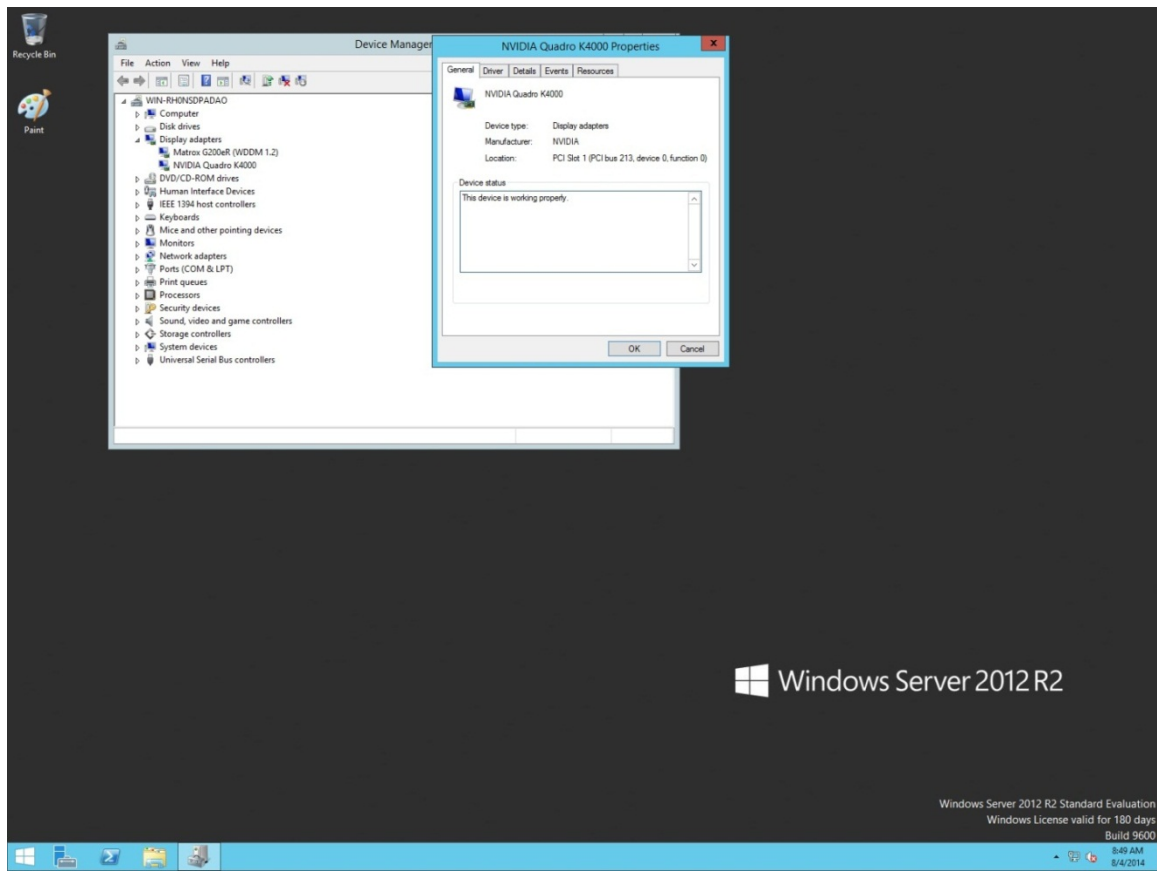 Recycle Bin
Paint
Device Manager
File Action View Help
WIN-RH0NSDPADAO
Computer
Disk drives
Display adapters
Matrox G200eR (WDDM 1.2)
NVIDIA Quadro K4000
DVD/CD-ROM drives
Human Interface Devices
IEEE 1394 host controllers
Keyboards
Mice and other pointing devices
Monitors
Network adapters
Ports (COM & LPT)
Print queues
Processors
Security devices
Sound, video and game controllers
Storage controllers
System devices
Universal Serial Bus controllers
NVIDIA Quadro K4000 Properties
General Driver Details Events Resources
NVIDIA Quadro K4000
Device type: Display adapters
Manufacturer: NVIDIA
Location: PCI Slot 1 (PCI bus 213, device 0, function 0)
Device status
This device is working properly.
OK Cancel
Windows Server 2012 R2
Windows Server 2012 R2 Standard Evaluation
Windows License valid for 180 days
Build 9600
8:49 AM
8/4/2014